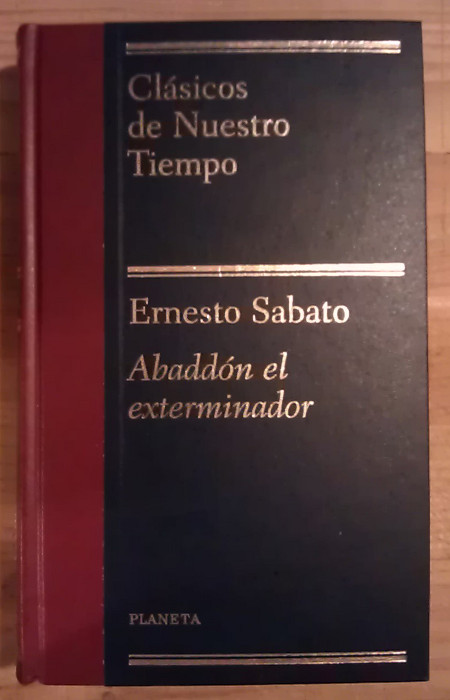 Clásicos
de Nuestro
Tiempo
Ernesto Sabato
Abaddón el
exterminador
PLANETA